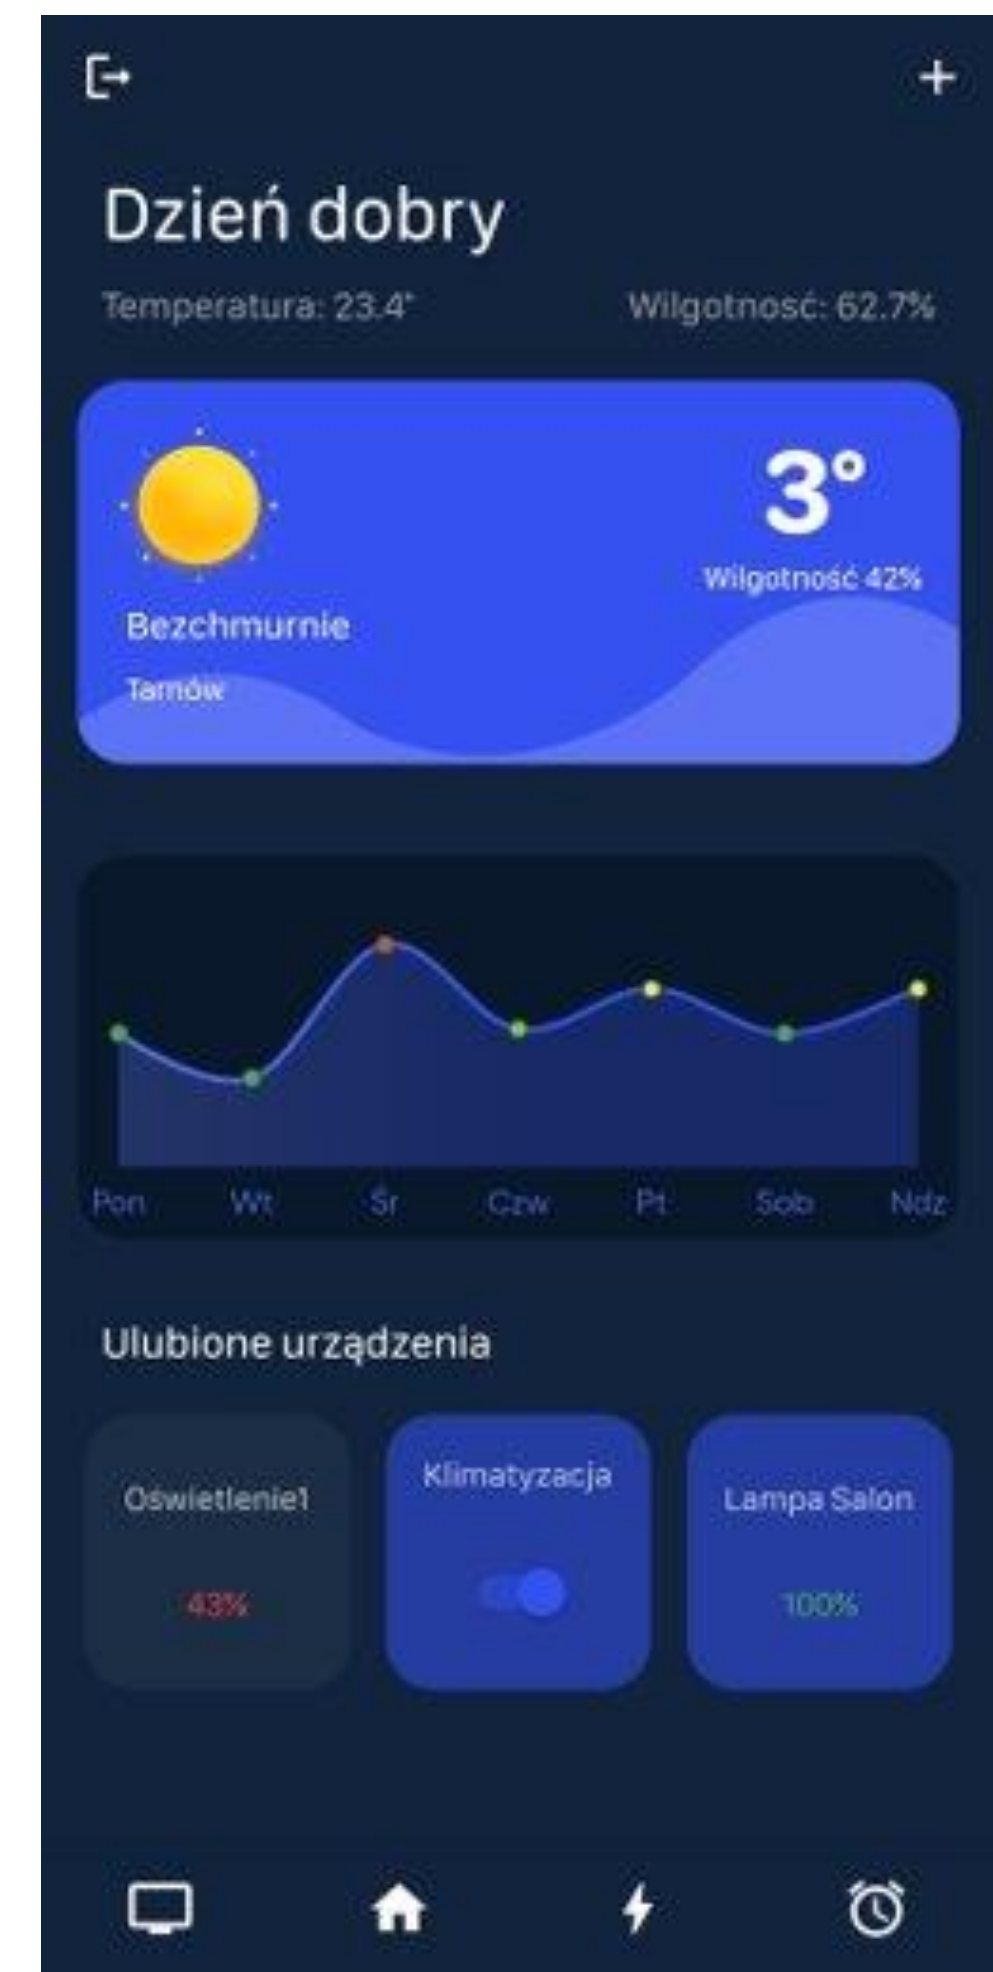 Dzień dobry
Temperatura: 23.4° Wilgotnosć: 62.7%
3°
Wilgotność 42%
Bezchmurnie
Tarnów
Pon Wt Śr Czw Pt Sob Ndz
Ulubione urządzenia
Oświetlenie1 Klimatyzacja Lampa Salon
43% 100%